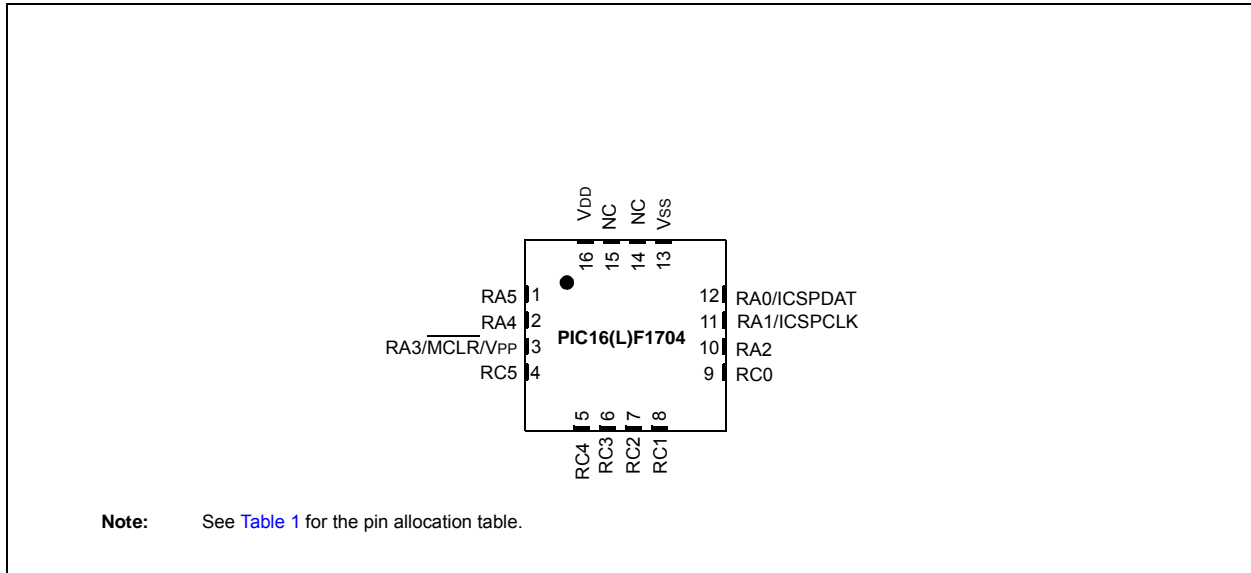 VDD
NC
NC
VSS
16
15
14
13
RA5 1
RA4 2
RA3/MCLR/VPP 3
RC5 4
PIC16(L)F1704
12 RA0/ICSPDAT
11 RA1/ICSPCLK
10 RA2
9 RC0
5
6
7
8
RC4
RC3
RC2
RC1
Note: See Table 1 for the pin allocation table.